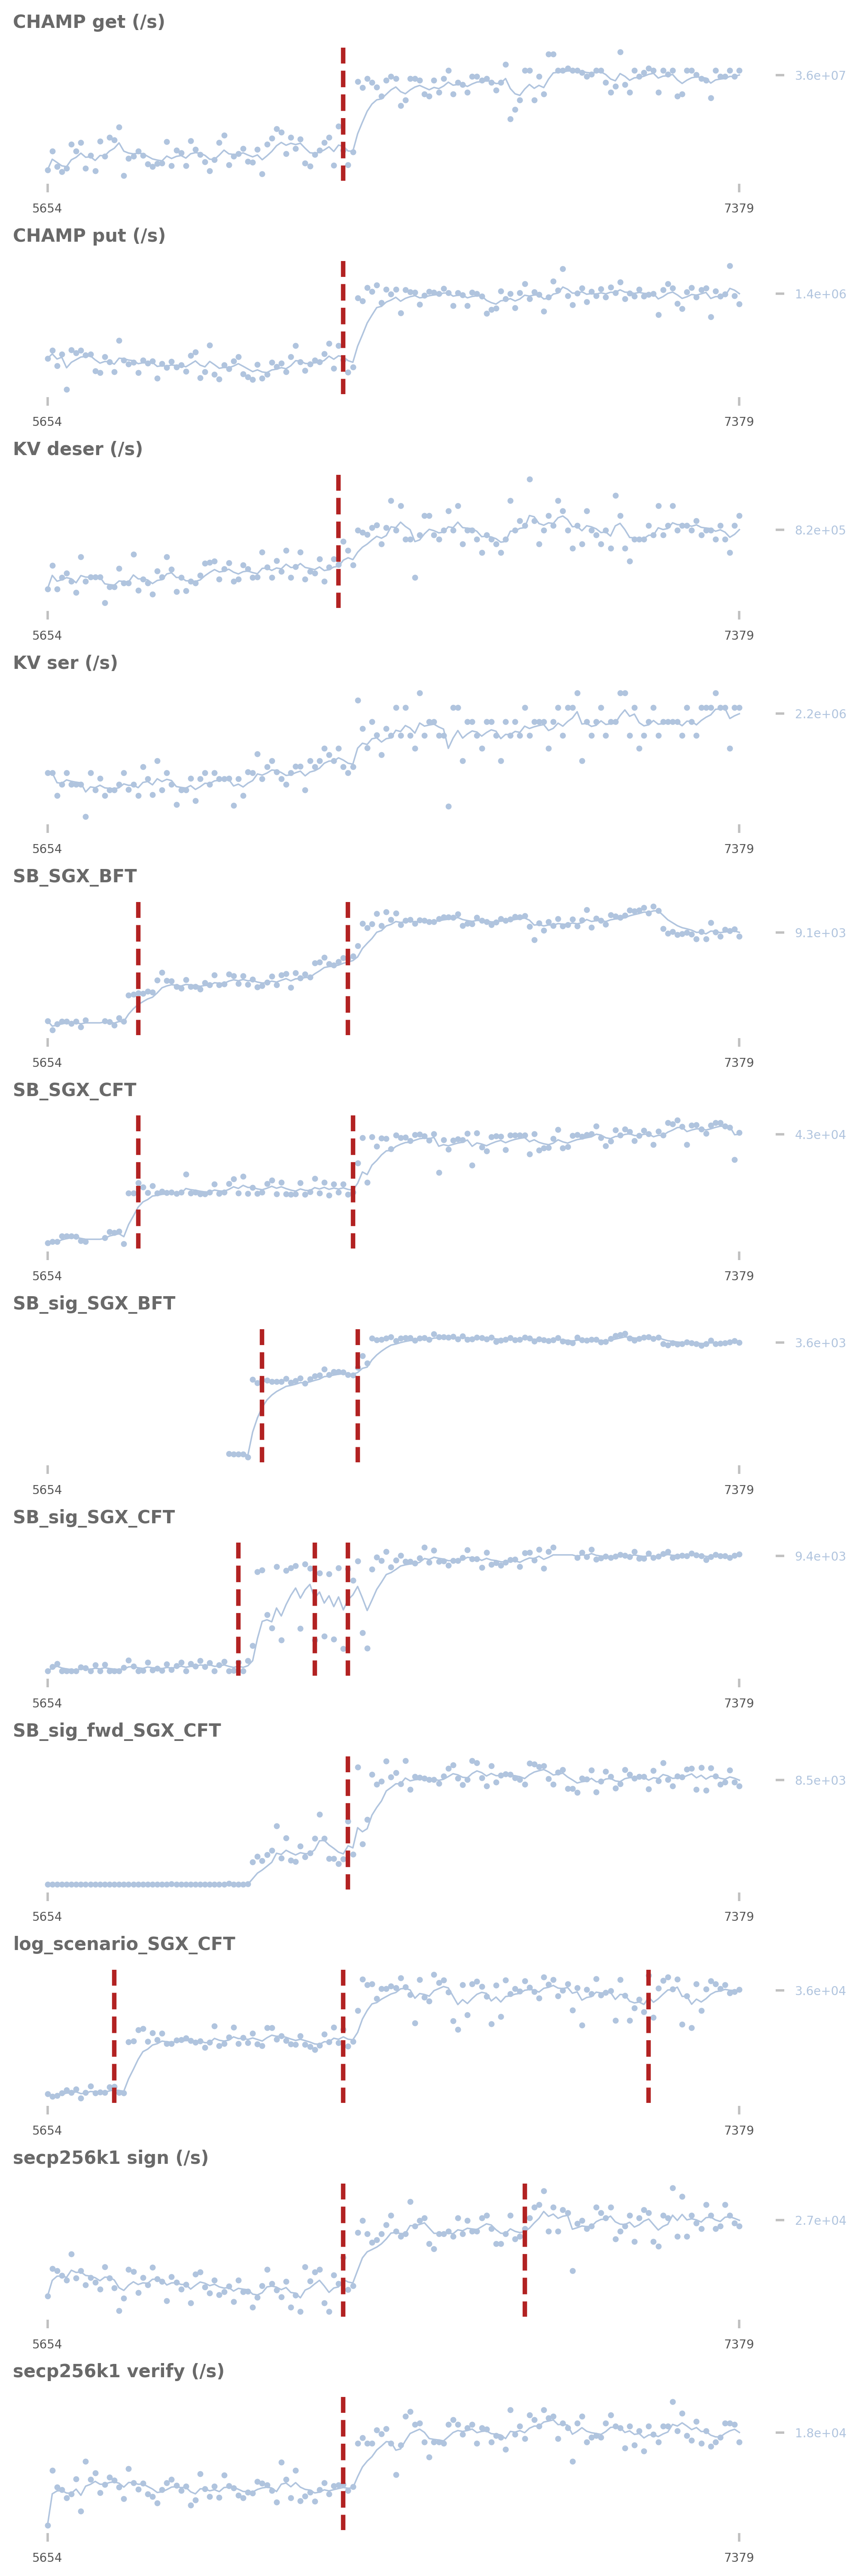 CHAMP get (/s)
3.6e+07
5654 7379
CHAMP put (/s)
1.4e+06
5654 7379
KV deser (/s)
8.2e+05
5654 7379
KV ser (/s)
2.2e+06
5654 7379
SB_SGX_BFT
9.1e+03
5654 7379
SB_SGX_CFT
4.3e+04
5654 7379
SB_sig_SGX_BFT
3.6e+03
5654 7379
SB_sig_SGX_CFT
9.4e+03
5654 7379
SB_sig_fwd_SGX_CFT
8.5e+03
5654 7379
log_scenario_SGX_CFT
3.6e+04
5654 7379
secp256k1 sign (/s)
2.7e+04
5654 7379
secp256k1 verify (/s)
1.8e+04
5654 7379